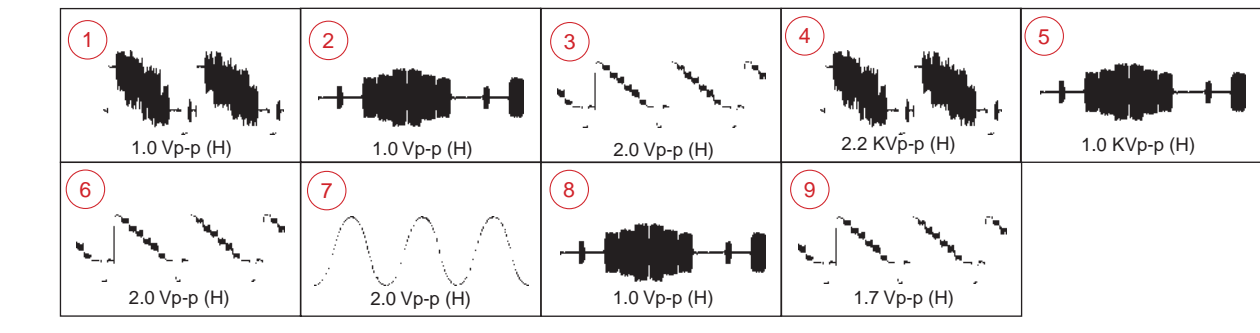 1 2 3 4 5
1.0 Vp-p (H) 1.0 Vp-p (H) 2.0 Vp-p (H) 2.2 KVp-p (H) 1.0 KVp-p (H)
6 7 8 9
2.0 Vp-p (H) 2.0 Vp-p (H) 1.0 Vp-p (H) 1.7 Vp-p (H)